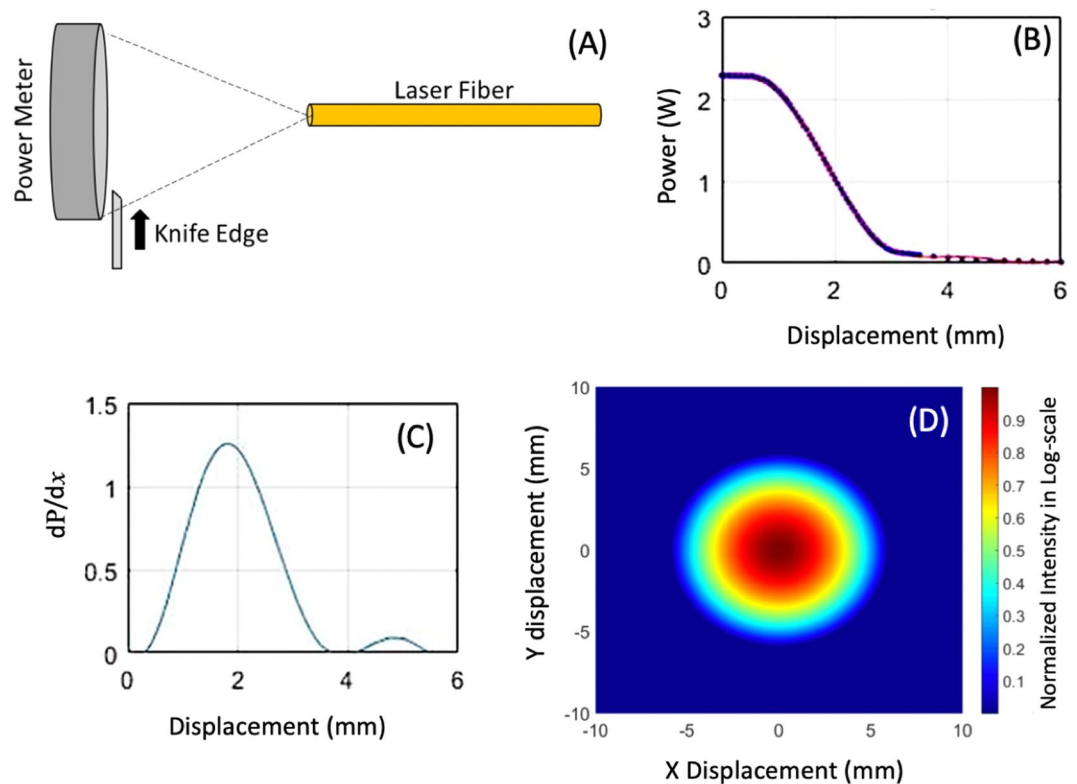 (A)
Power Meter
Laser Fiber
Knife Edge
(B)
Power (W)
3
2
1
0
0 2 4 6
Displacement (mm)
(C)
dP/dx
1.5
1
0.5
0
0 2 4 6
Displacement (mm)
(D)
Y displacement (mm)
10
5
0
-5
-10
-10 -5 0 5 10
X Displacement (mm)
0.9
0.8
0.7
0.6
0.5
0.4
0.3
0.2
0.1
Normalized Intensity in Log-scale